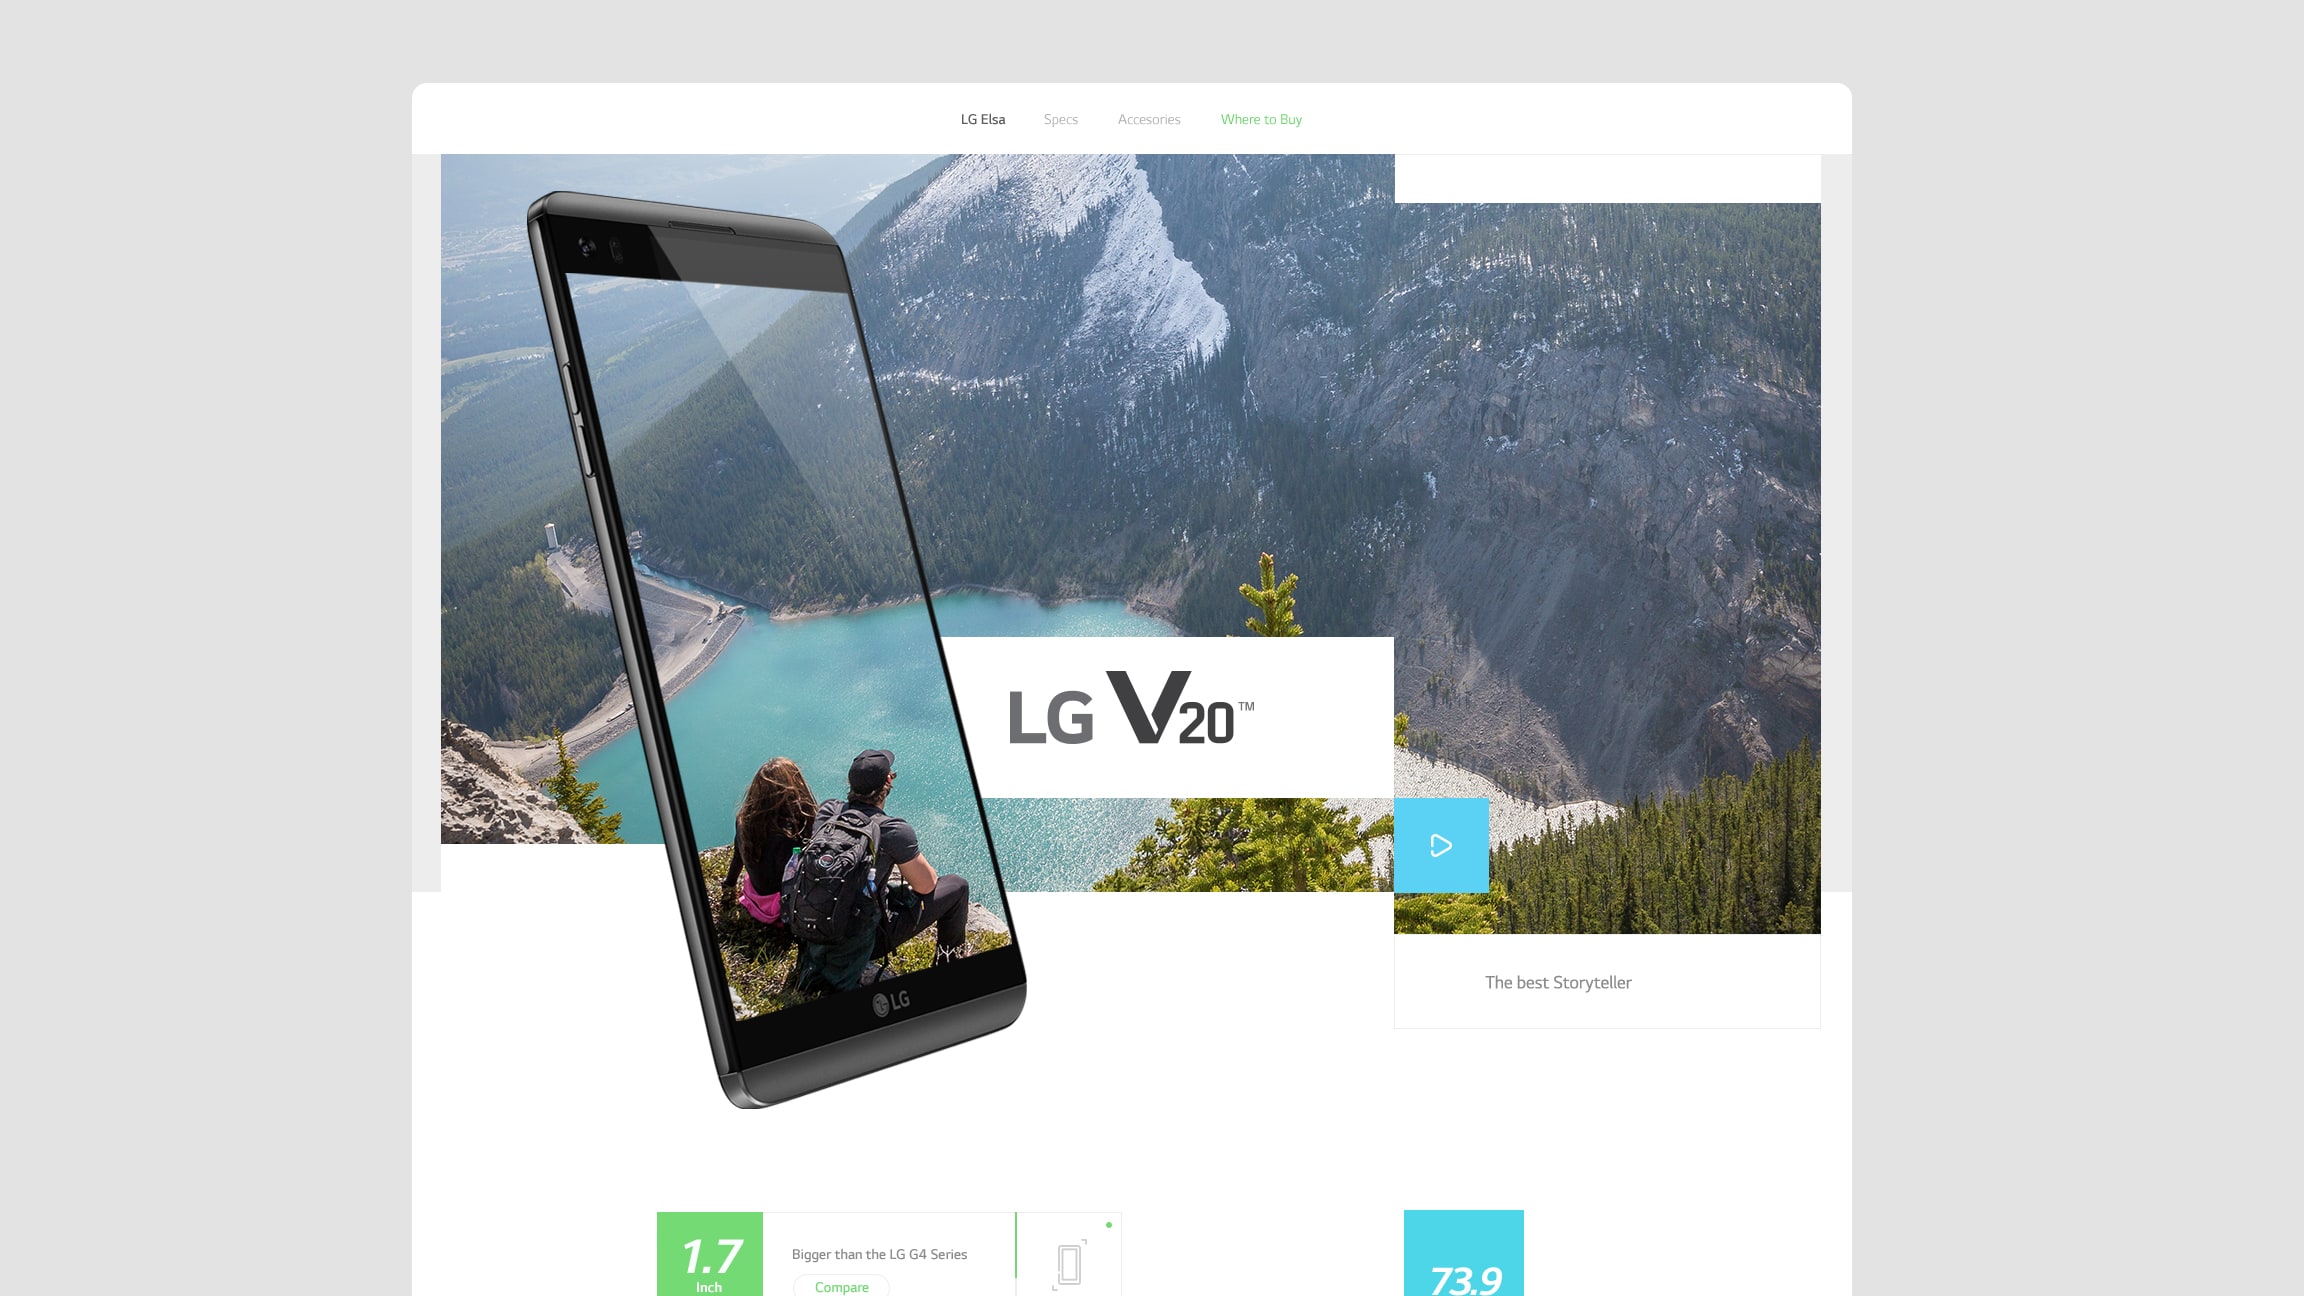 LG Elsa
Specs
Accesories
Where to Buy
LG V20™
LG
The best Storyteller
1.7
Inch
Bigger than the LG G4 Series
Compare
73.9